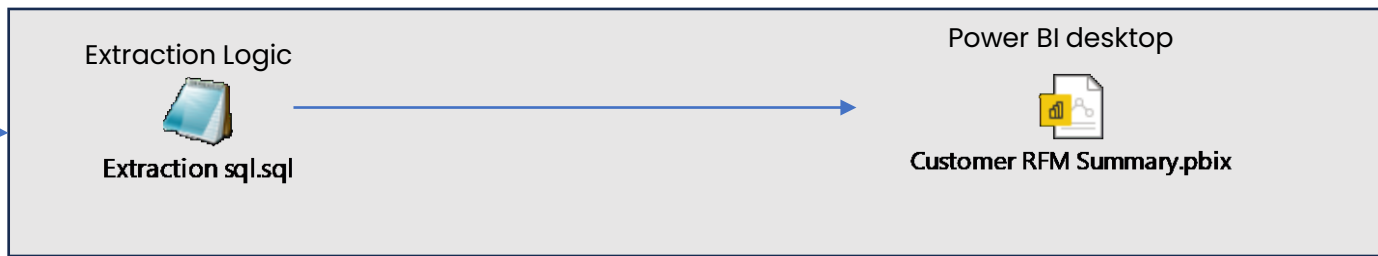 Extraction Logic
Extraction sql.sql
Power BI desktop
Customer RFM Summary.pbix